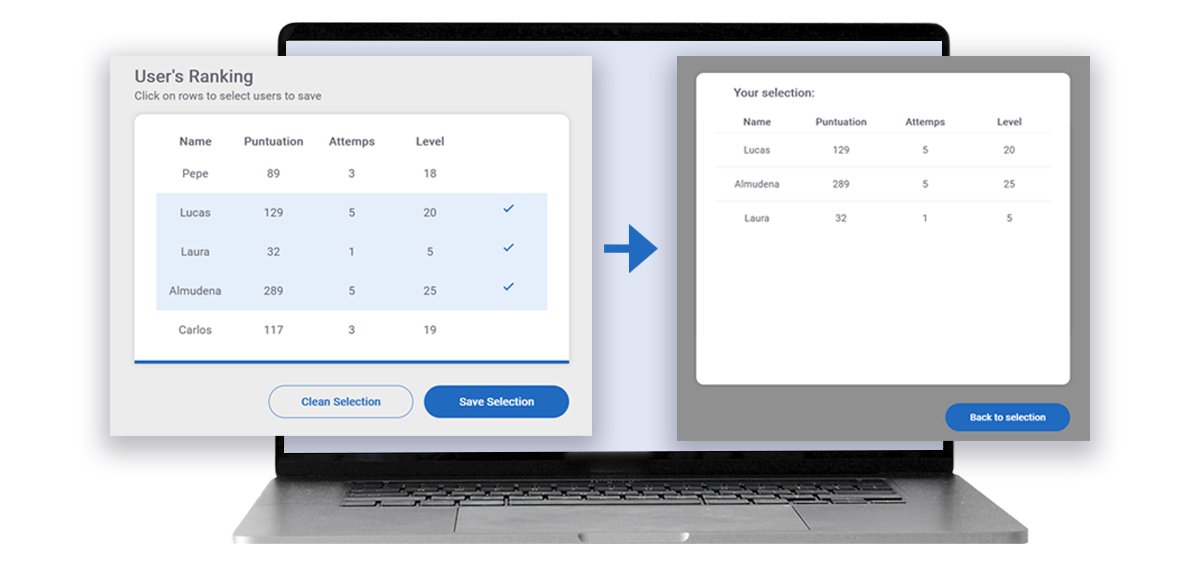 User's Ranking
Click on rows to select users to save
Name Puntuation Attemps Level
Pepe 89 3 18
Lucas 129 5 20
Laura 32 1 5
Almudena 289 5 25
Carlos 117 3 19
Clean Selection Save Selection
Your selection:
Name Puntuation Attemps Level
Lucas 129 5 20
Almudena 289 5 25
Laura 32 1 5
Back to selection